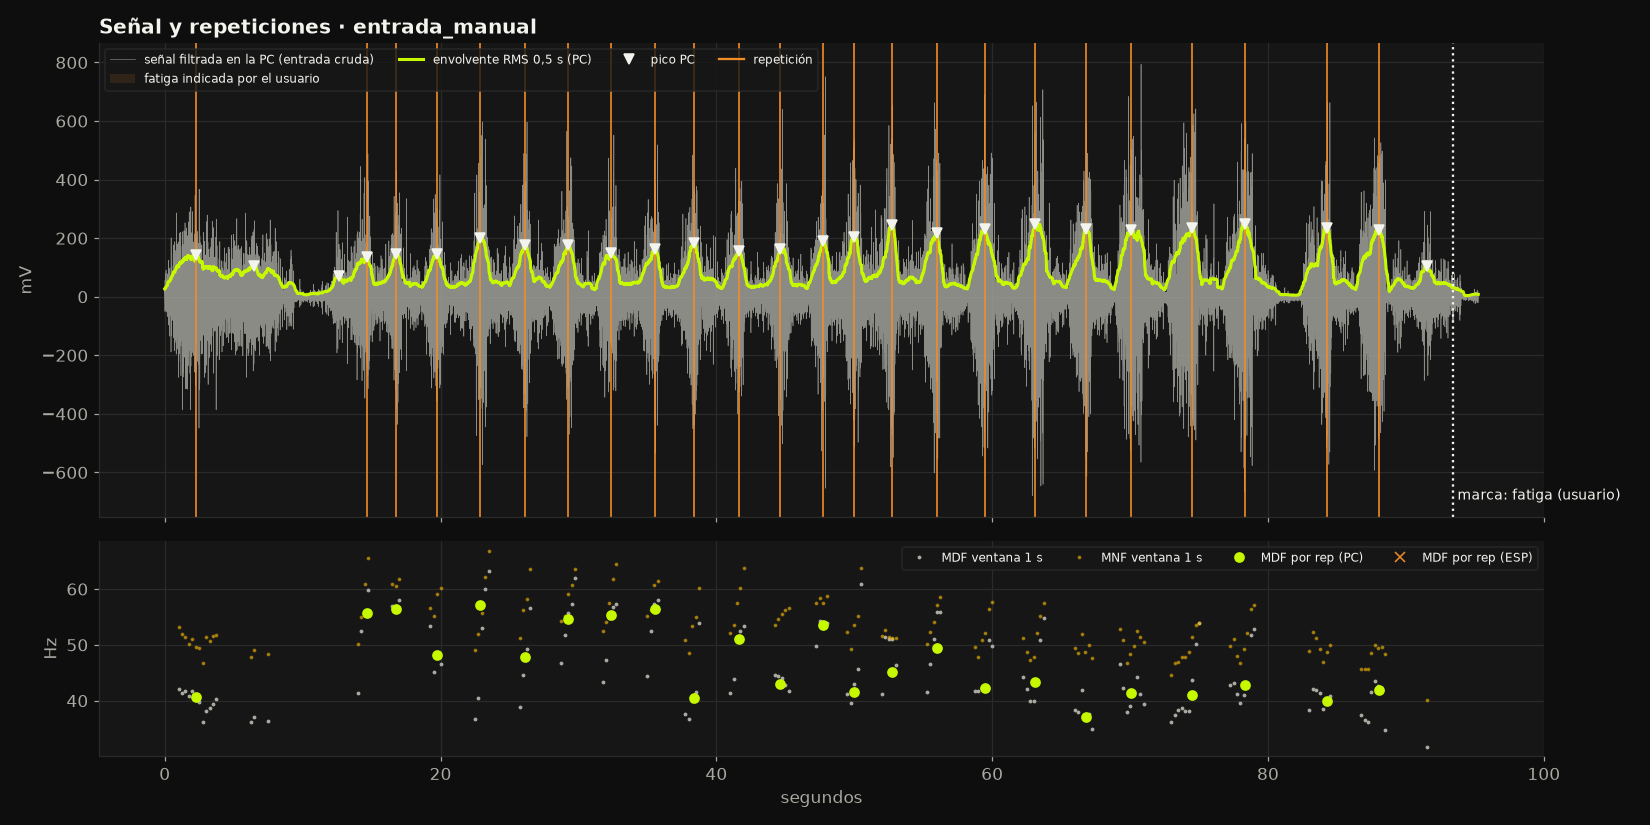 Señal y repeticiones · entrada_manual
señal filtrada en la PC (entrada cruda) envolvente RMS 0,5 s (PC) pico PC repetición
fatiga indicada por el usuario
800
600
400
200
0
−200
−400
−600
mV
marca: fatiga (usuario)
MDF ventana 1 s MNF ventana 1 s MDF por rep (PC) MDF por rep (ESP)
60
50
40
Hz
0 20 40 60 80 100
segundos